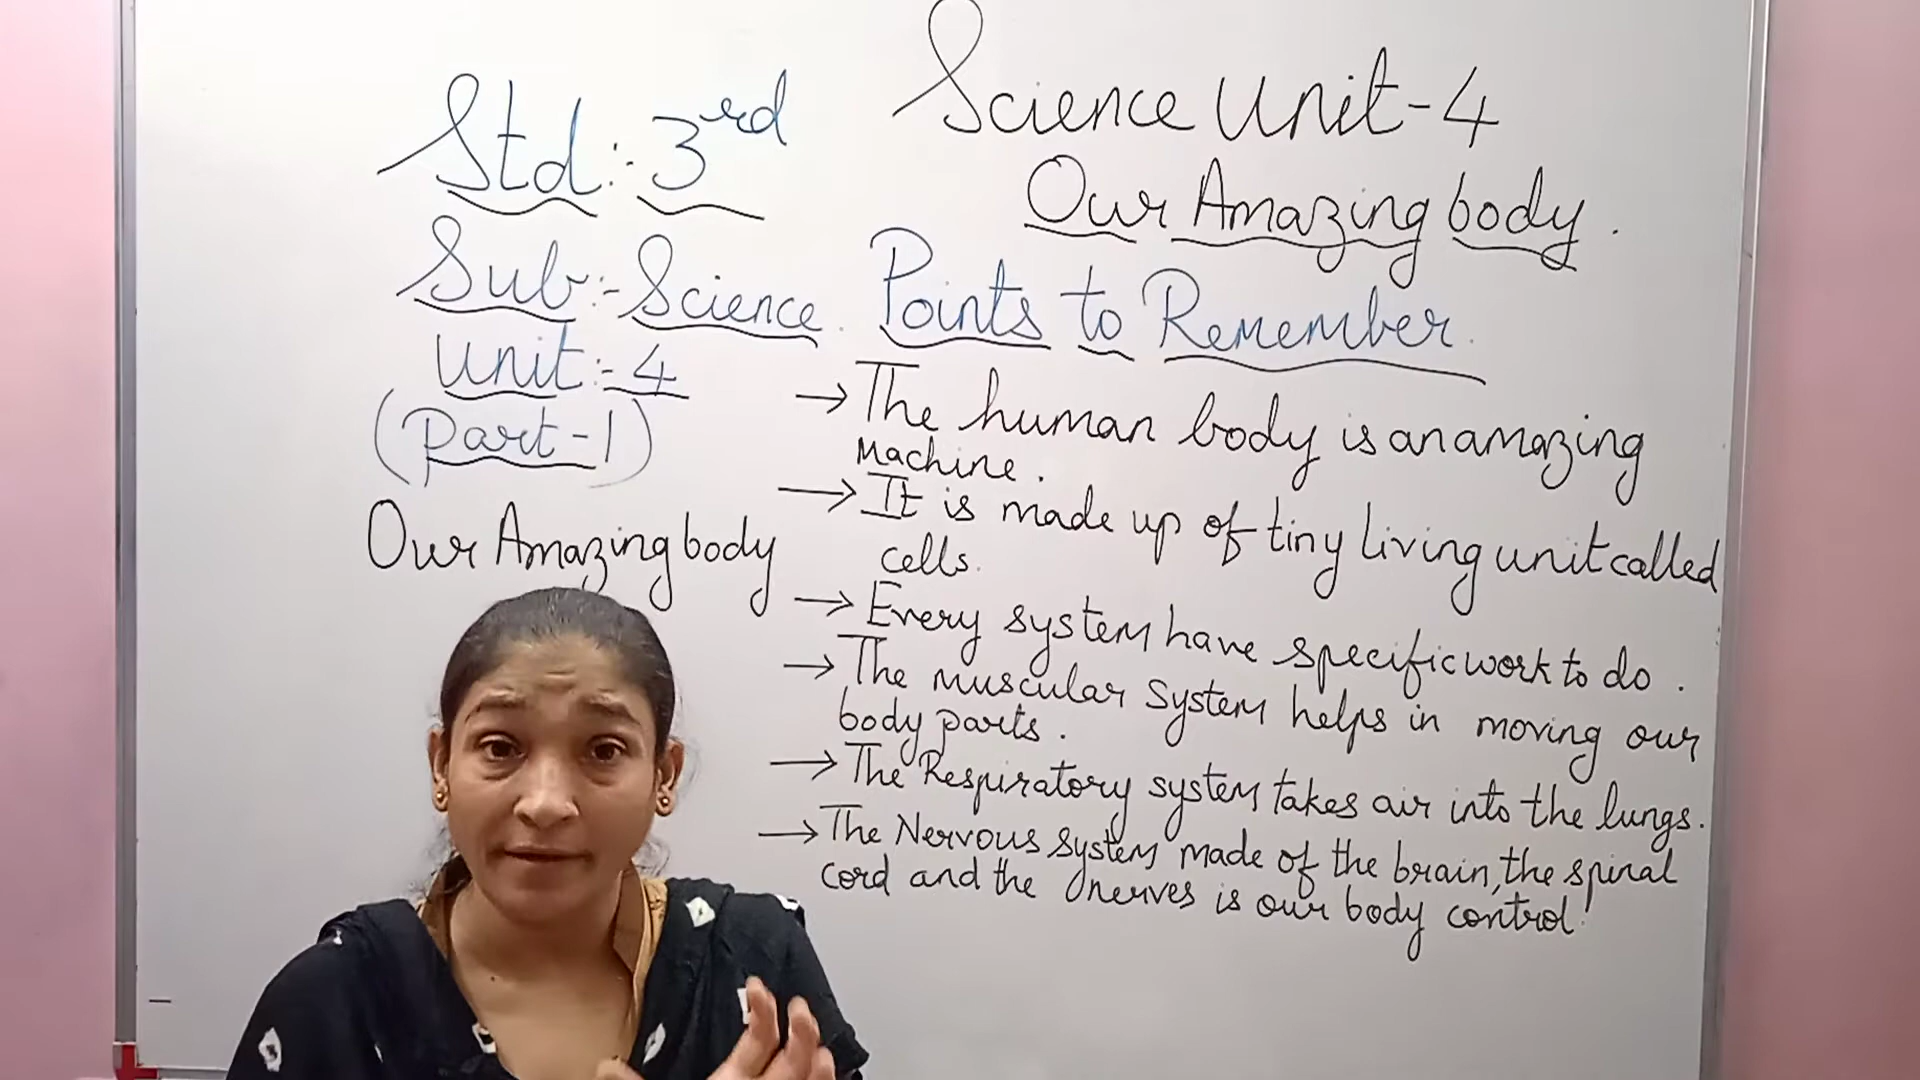 Std:- 3rd
Sub:- Science.
Unit:- 4
(Part-1)
Our Amazing body
Science Unit-4
Our Amazing body.
Points to Remember.
→ The human body is an amazing
Machine.
→ It is made up of tiny living unit called
cells.
→ Every system have specific work to do.
→ The muscular system helps in moving our
body parts.
→ The Respiratory system takes air into the lungs.
→ The Nervous system made of the brain, the spinal
cord and the nerves is our body control!